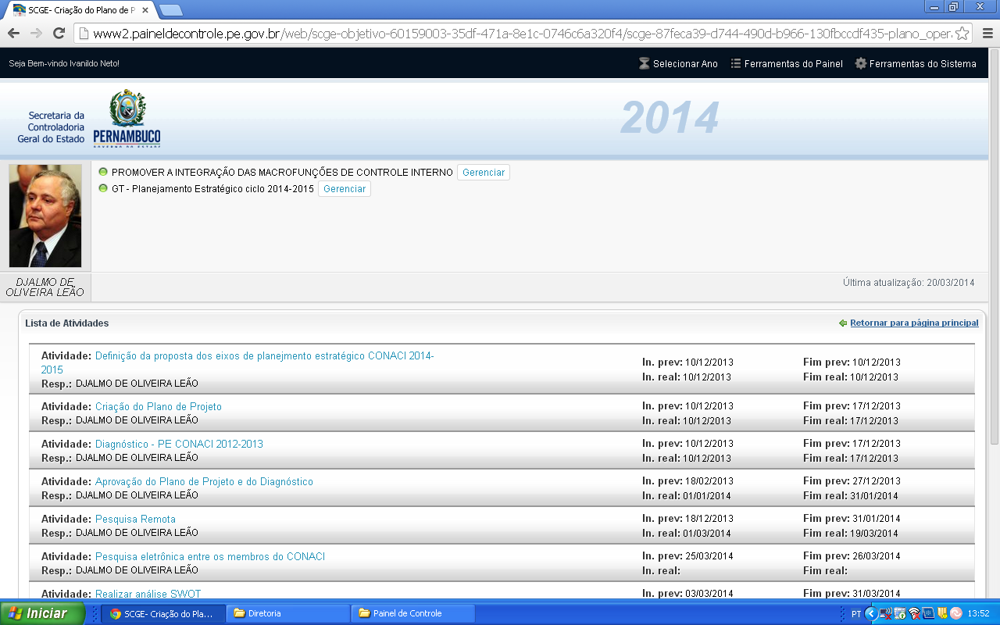 SCGE- Criação do Plano de P
www2.paineldecontrole.pe.gov.br/web/scge-objetivo-60159003-35df-471a-8e1c-0746c6a320f4/scge-87feca39-d744-490d-b966-130fbccdf435-plano_oper
Seja Bem-vindo Ivanildo Neto!
Selecionar Ano
Ferramentas do Painel
Ferramentas do Sistema
Secretaria da
Controladoria
Geral do Estado
PERNAMBUCO
GOVERNO DO ESTADO
2014
PROMOVER A INTEGRAÇÃO DAS MACROFUNÇÕES DE CONTROLE INTERNO Gerenciar
GT - Planejamento Estratégico ciclo 2014-2015 Gerenciar
DJALMO DE
OLIVEIRA LEÃO
Última atualização: 20/03/2014
Lista de Atividades
Retornar para página principal
Atividade: Definição da proposta dos eixos de planejmento estratégico CONACI 2014-
2015
Resp.: DJALMO DE OLIVEIRA LEÃO
In. prev: 10/12/2013 Fim prev: 10/12/2013
In. real: 10/12/2013 Fim real: 10/12/2013
Atividade: Criação do Plano de Projeto In. prev: 10/12/2013 Fim prev: 17/12/2013
Resp.: DJALMO DE OLIVEIRA LEÃO In. real: 10/12/2013 Fim real: 17/12/2013
Atividade: Diagnóstico - PE CONACI 2012-2013 In. prev: 10/12/2013 Fim prev: 17/12/2013
Resp.: DJALMO DE OLIVEIRA LEÃO In. real: 10/12/2013 Fim real: 17/12/2013
Atividade: Aprovação do Plano de Projeto e do Diagnóstico In. prev: 18/02/2013 Fim prev: 27/12/2013
Resp.: DJALMO DE OLIVEIRA LEÃO In. real: 01/01/2014 Fim real: 31/01/2014
Atividade: Pesquisa Remota In. prev: 18/12/2013 Fim prev: 31/01/2014
Resp.: DJALMO DE OLIVEIRA LEÃO In. real: 01/03/2014 Fim real: 19/03/2014
Atividade: Pesquisa eletrônica entre os membros do CONACI In. prev: 25/03/2014 Fim prev: 26/03/2014
Resp.: DJALMO DE OLIVEIRA LEÃO In. real: Fim real:
Atividade: Realizar análise SWOT In. prev: 03/03/2014 Fim prev: 31/03/2014
Iniciar
SCGE- Criação do Pla...
Diretoria
Painel de Controle
PT
13:52